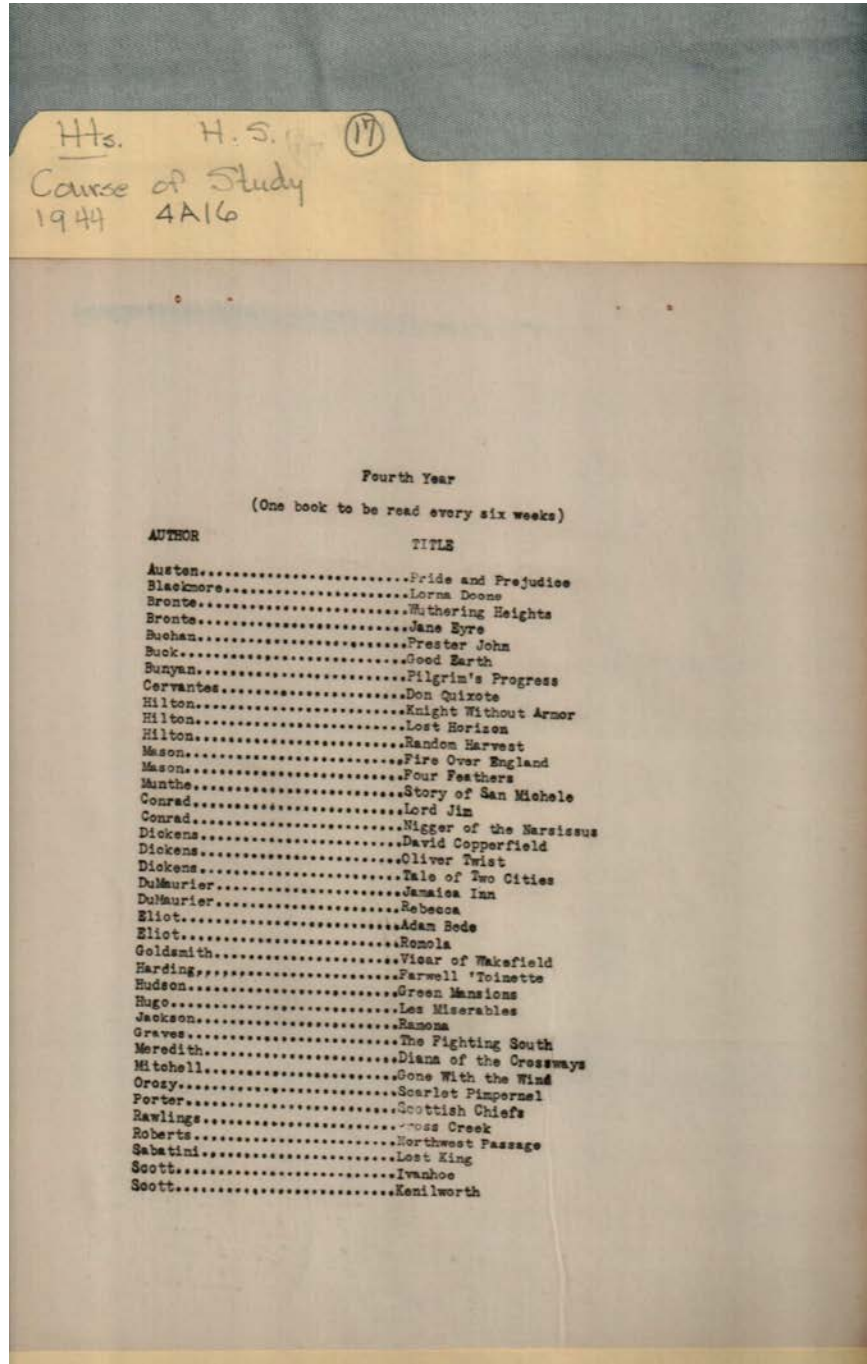 Hts. H.S. 17
Course of Study
1944 4A16
Fourth Year
(One book to be read every six weeks)
AUTHOR TITLE
Austen..........................Pride and Prejudice
Blackmore.......................Lorna Doone
Bronte..........................Wuthering Heights
Bronte..........................Jane Eyre
Buchan..........................Prester John
Buck............................Good Earth
Bunyan..........................Pilgrim's Progress
Cervantes.......................Don Quixote
Hilton..........................Knight Without Armor
Hilton..........................Lost Horizon
Hilton..........................Random Harvest
Mason...........................Fire Over England
Mason...........................Four Feathers
Munthe..........................Story of San Michele
Conrad..........................Lord Jim
Conrad..........................Nigger of the Narsissus
Dickens.........................David Copperfield
Dickens.........................Oliver Twist
Dickens.........................Tale of Two Cities
DuMaurier.......................Jamaica Inn
DuMaurier.......................Rebecca
Eliot...........................Adam Bede
Eliot...........................Romola
Goldsmith.......................Vicar of Wakefield
Harding,,,,.....................Farwell 'Toinette
Hudson..........................Green Mansions
Hugo............................Les Miserables
Jackson.........................Ramona
Graves..........................The Fighting South
Meredith........................Diana of the Crossways
Mitchell........................Gone With the Wind
Orozy...........................Scarlet Pimpernel
Porter..........................Scottish Chiefs
Rawlings........................Cross Creek
Roberts.........................Northwest Passage
Sabatini........................Lost King
Scott...........................Ivanhoe
Scott...........................Kenilworth